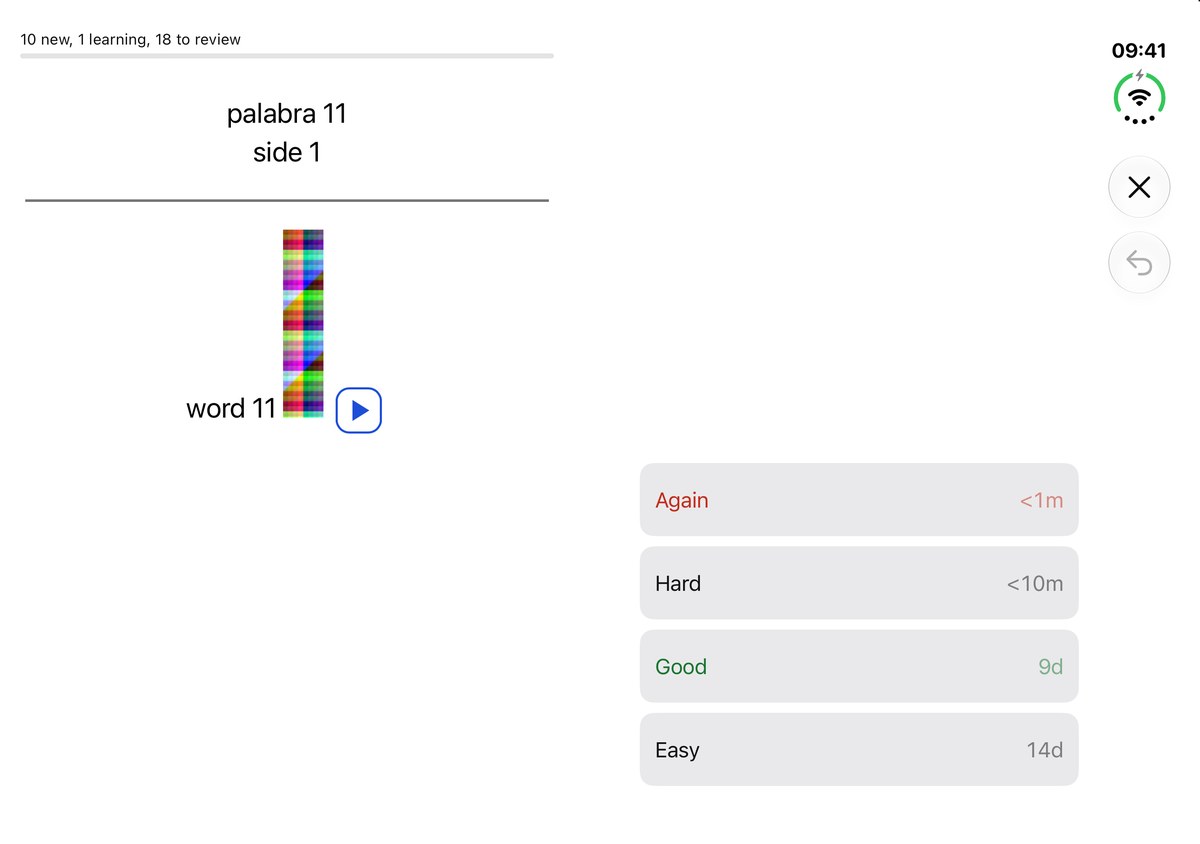 10 new, 1 learning, 18 to review
09:41
palabra 11
side 1
word 11
Again <1m
Hard <10m
Good 9d
Easy 14d